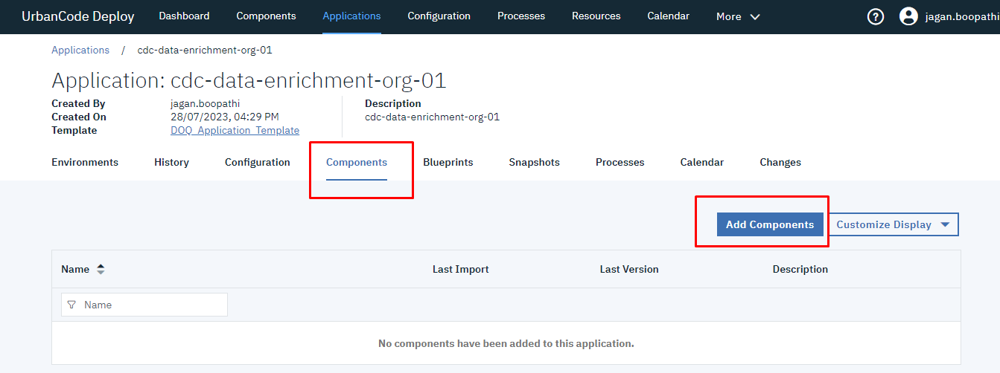 UrbanCode Deploy Dashboard Components Applications Configuration Processes Resources Calendar More ? jagan.boopathi
Applications / cdc-data-enrichment-org-01
Application: cdc-data-enrichment-org-01
Created By jagan.boopathi Description
Created On 28/07/2023, 04:29 PM cdc-data-enrichment-org-01
Template DOQ_Application_Template
Environments History Configuration Components Blueprints Snapshots Processes Calendar Changes
Add Components Customize Display
Name Last Import Last Version Description
Name
No components have been added to this application.